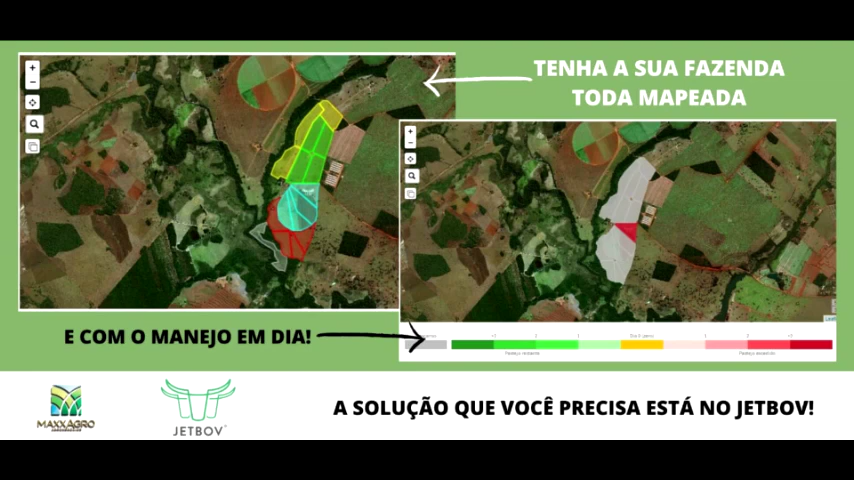 TENHA A SUA FAZENDA
TODA MAPEADA
E COM O MANEJO EM DIA!
MAXXAGRO
JETBOV
A SOLUÇÃO QUE VOCÊ PRECISA ESTÁ NO JETBOV!